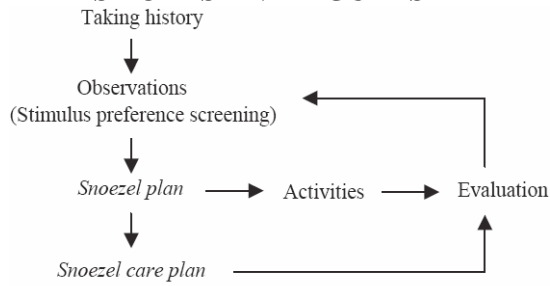 Taking history
Observations
(Stimulus preference screening)
Snoezel plan
Activities
Evaluation
Snoezel care plan